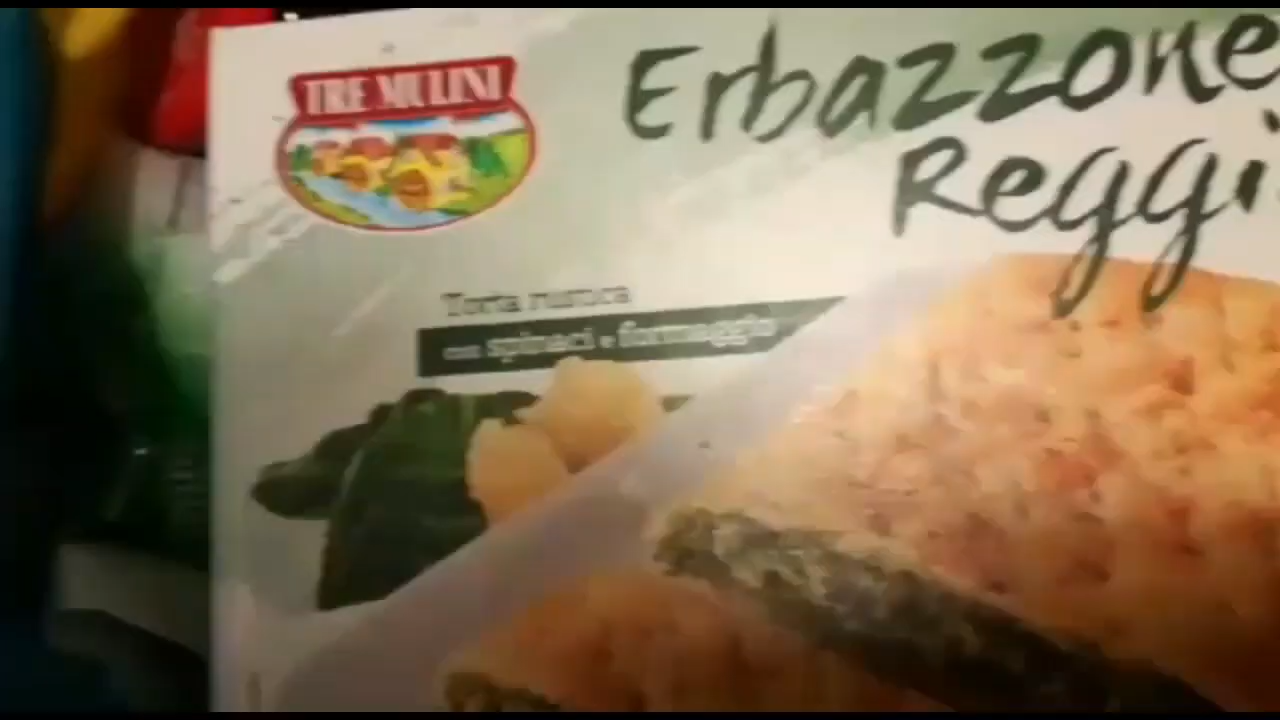 TRE MULINI
Erbazzone
Reggi
Torta rustica
con spinaci e formaggio